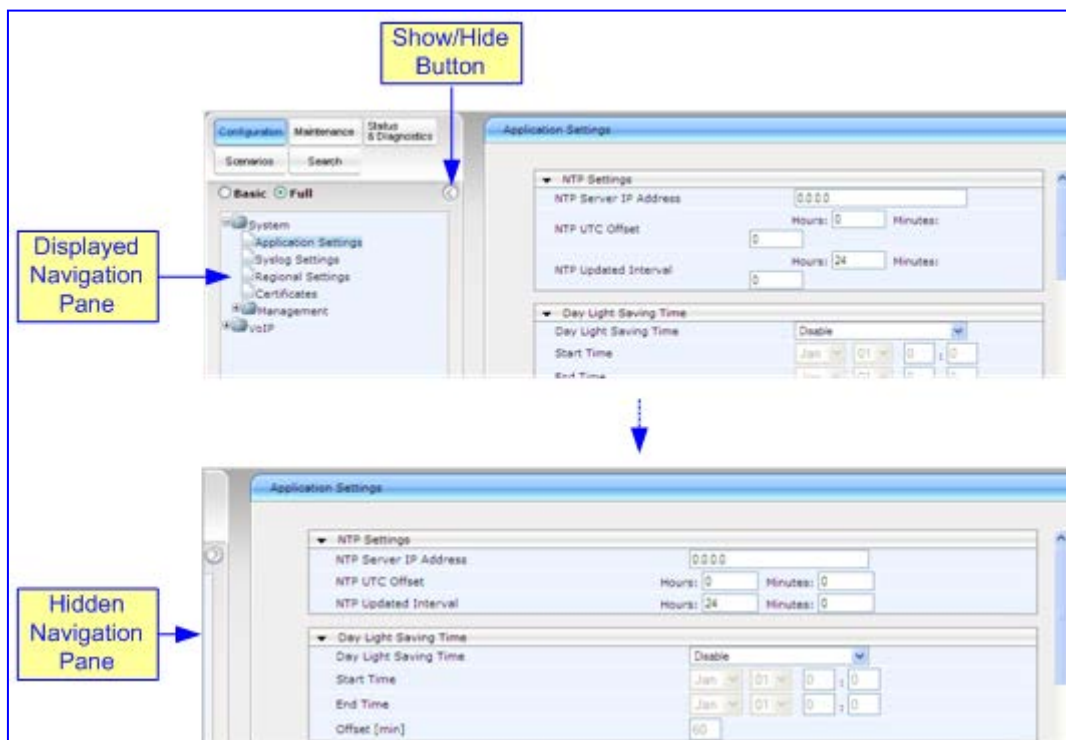 Show/Hide
Button
Configuration Maintenance Status
& Diagnostics
Scenarios Search
Basic Full
System
Application Settings
Syslog Settings
Regional Settings
Certificates
Management
VoIP
Displayed
Navigation
Pane
Application Settings
NTP Settings
NTP Server IP Address 0.0.0.0
NTP UTC Offset Hours: 0 Minutes:
0
NTP Updated Interval Hours: 24 Minutes:
0
Day Light Saving Time
Day Light Saving Time Disable
Start Time Jan 01 0 : 0
End Time Jan 01 0 : 0
Hidden
Navigation
Pane
Application Settings
NTP Settings
NTP Server IP Address 0.0.0.0
NTP UTC Offset Hours: 0 Minutes: 0
NTP Updated Interval Hours: 24 Minutes: 0
Day Light Saving Time
Day Light Saving Time Disable
Start Time Jan 01 0 : 0
End Time Jan 01 0 : 0
Offset [min] 60